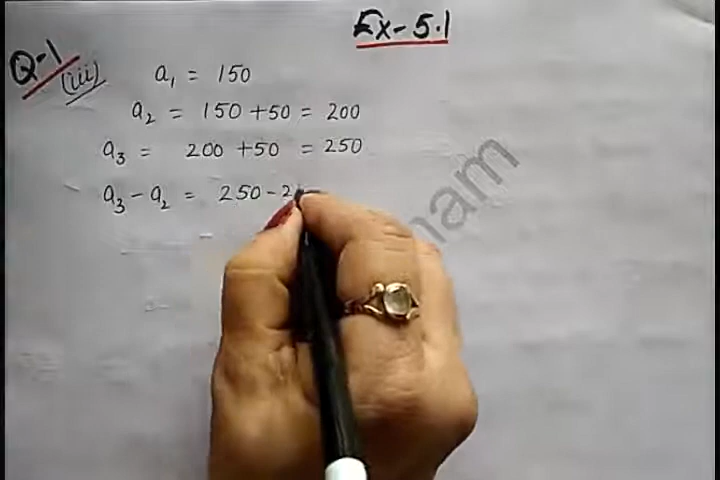 Ex-5.1
Q-1
(iii) a₁ = 150
a₂ = 150 +50 = 200
a₃ = 200 +50 = 250
a₃ - a₂ = 250 - 2